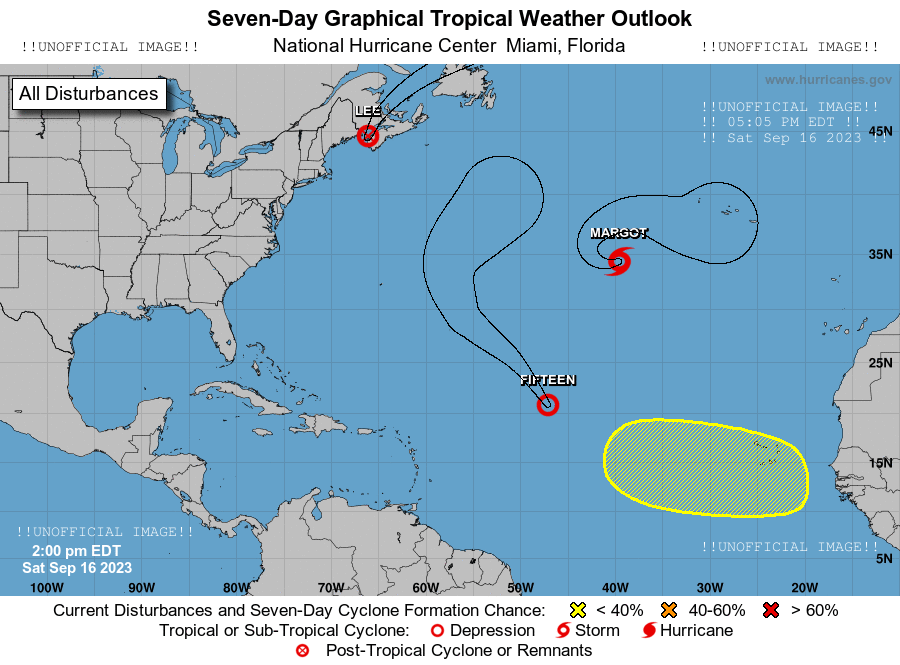 Seven-Day Graphical Tropical Weather Outlook
!!UNOFFICIAL IMAGE!! National Hurricane Center Miami, Florida !!UNOFFICIAL IMAGE!!
www.hurricanes.gov
All Disturbances
!!UNOFFICIAL IMAGE!!
!! 05:05 PM EDT !!
!! Sat Sep 16 2023 !!
LEE
45N
MARGOT
35N
25N
FIFTEEN
15N
!!UNOFFICIAL IMAGE!!
2:00 pm EDT
Sat Sep 16 2023
!!UNOFFICIAL IMAGE!!
5N
100W 90W 80W 70W 60W 50W 40W 30W 20W
Current Disturbances and Seven-Day Cyclone Formation Chance: < 40% 40-60% > 60%
Tropical or Sub-Tropical Cyclone: Depression Storm Hurricane
Post-Tropical Cyclone or Remnants